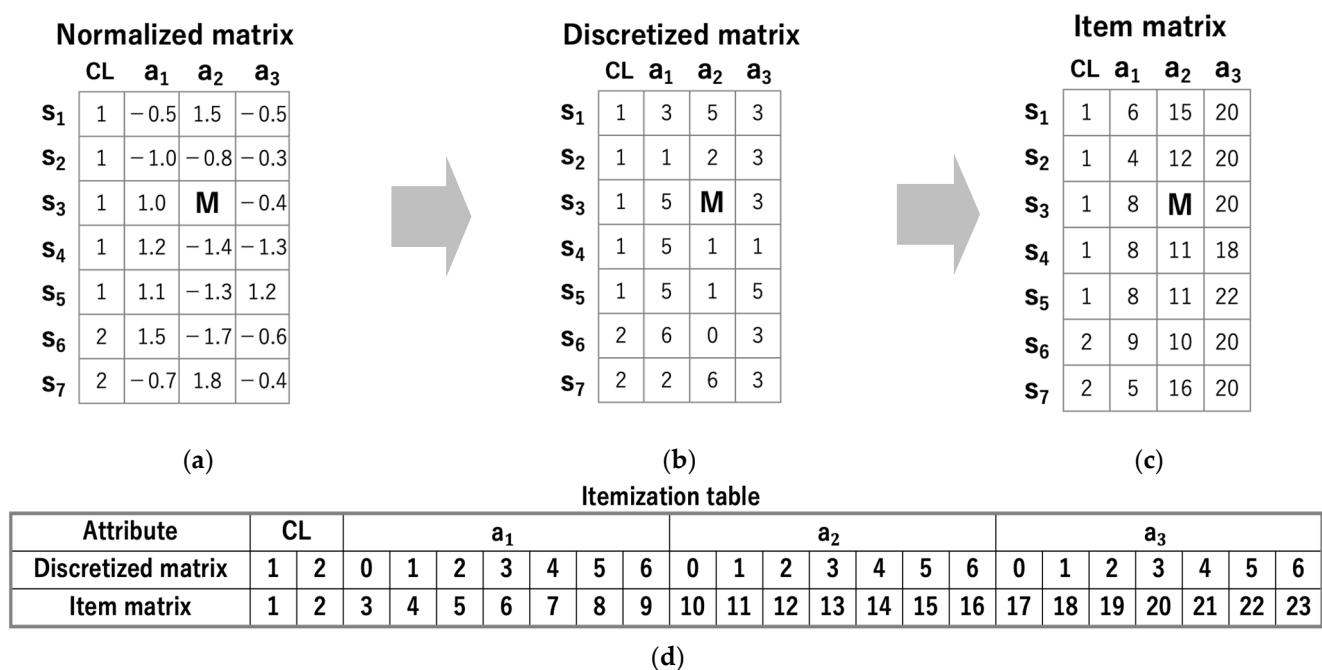 Normalized matrix
CL a1 a2 a3
s1 1 −0.5 1.5 −0.5
s2 1 −1.0 −0.8 −0.3
s3 1 1.0 M −0.4
s4 1 1.2 −1.4 −1.3
s5 1 1.1 −1.3 1.2
s6 2 1.5 −1.7 −0.6
s7 2 −0.7 1.8 −0.4
(a)
Discretized matrix
CL a1 a2 a3
s1 1 3 5 3
s2 1 1 2 3
s3 1 5 M 3
s4 1 5 1 1
s5 1 5 1 5
s6 2 6 0 3
s7 2 2 6 3
(b)
Item matrix
CL a1 a2 a3
s1 1 6 15 20
s2 1 4 12 20
s3 1 8 M 20
s4 1 8 11 18
s5 1 8 11 22
s6 2 9 10 20
s7 2 5 16 20
(c)
Itemization table
Attribute CL a1 a2 a3
Discretized matrix 1 2 0 1 2 3 4 5 6 0 1 2 3 4 5 6 0 1 2 3 4 5 6
Item matrix 1 2 3 4 5 6 7 8 9 10 11 12 13 14 15 16 17 18 19 20 21 22 23
(d)